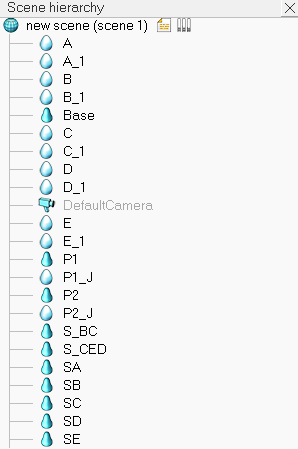 Scene hierarchy
new scene (scene 1)
A
A_1
B
B_1
Base
C
C_1
D
D_1
DefaultCamera
E
E_1
P1
P1_J
P2
P2_J
S_BC
S_CED
SA
SB
SC
SD
SE